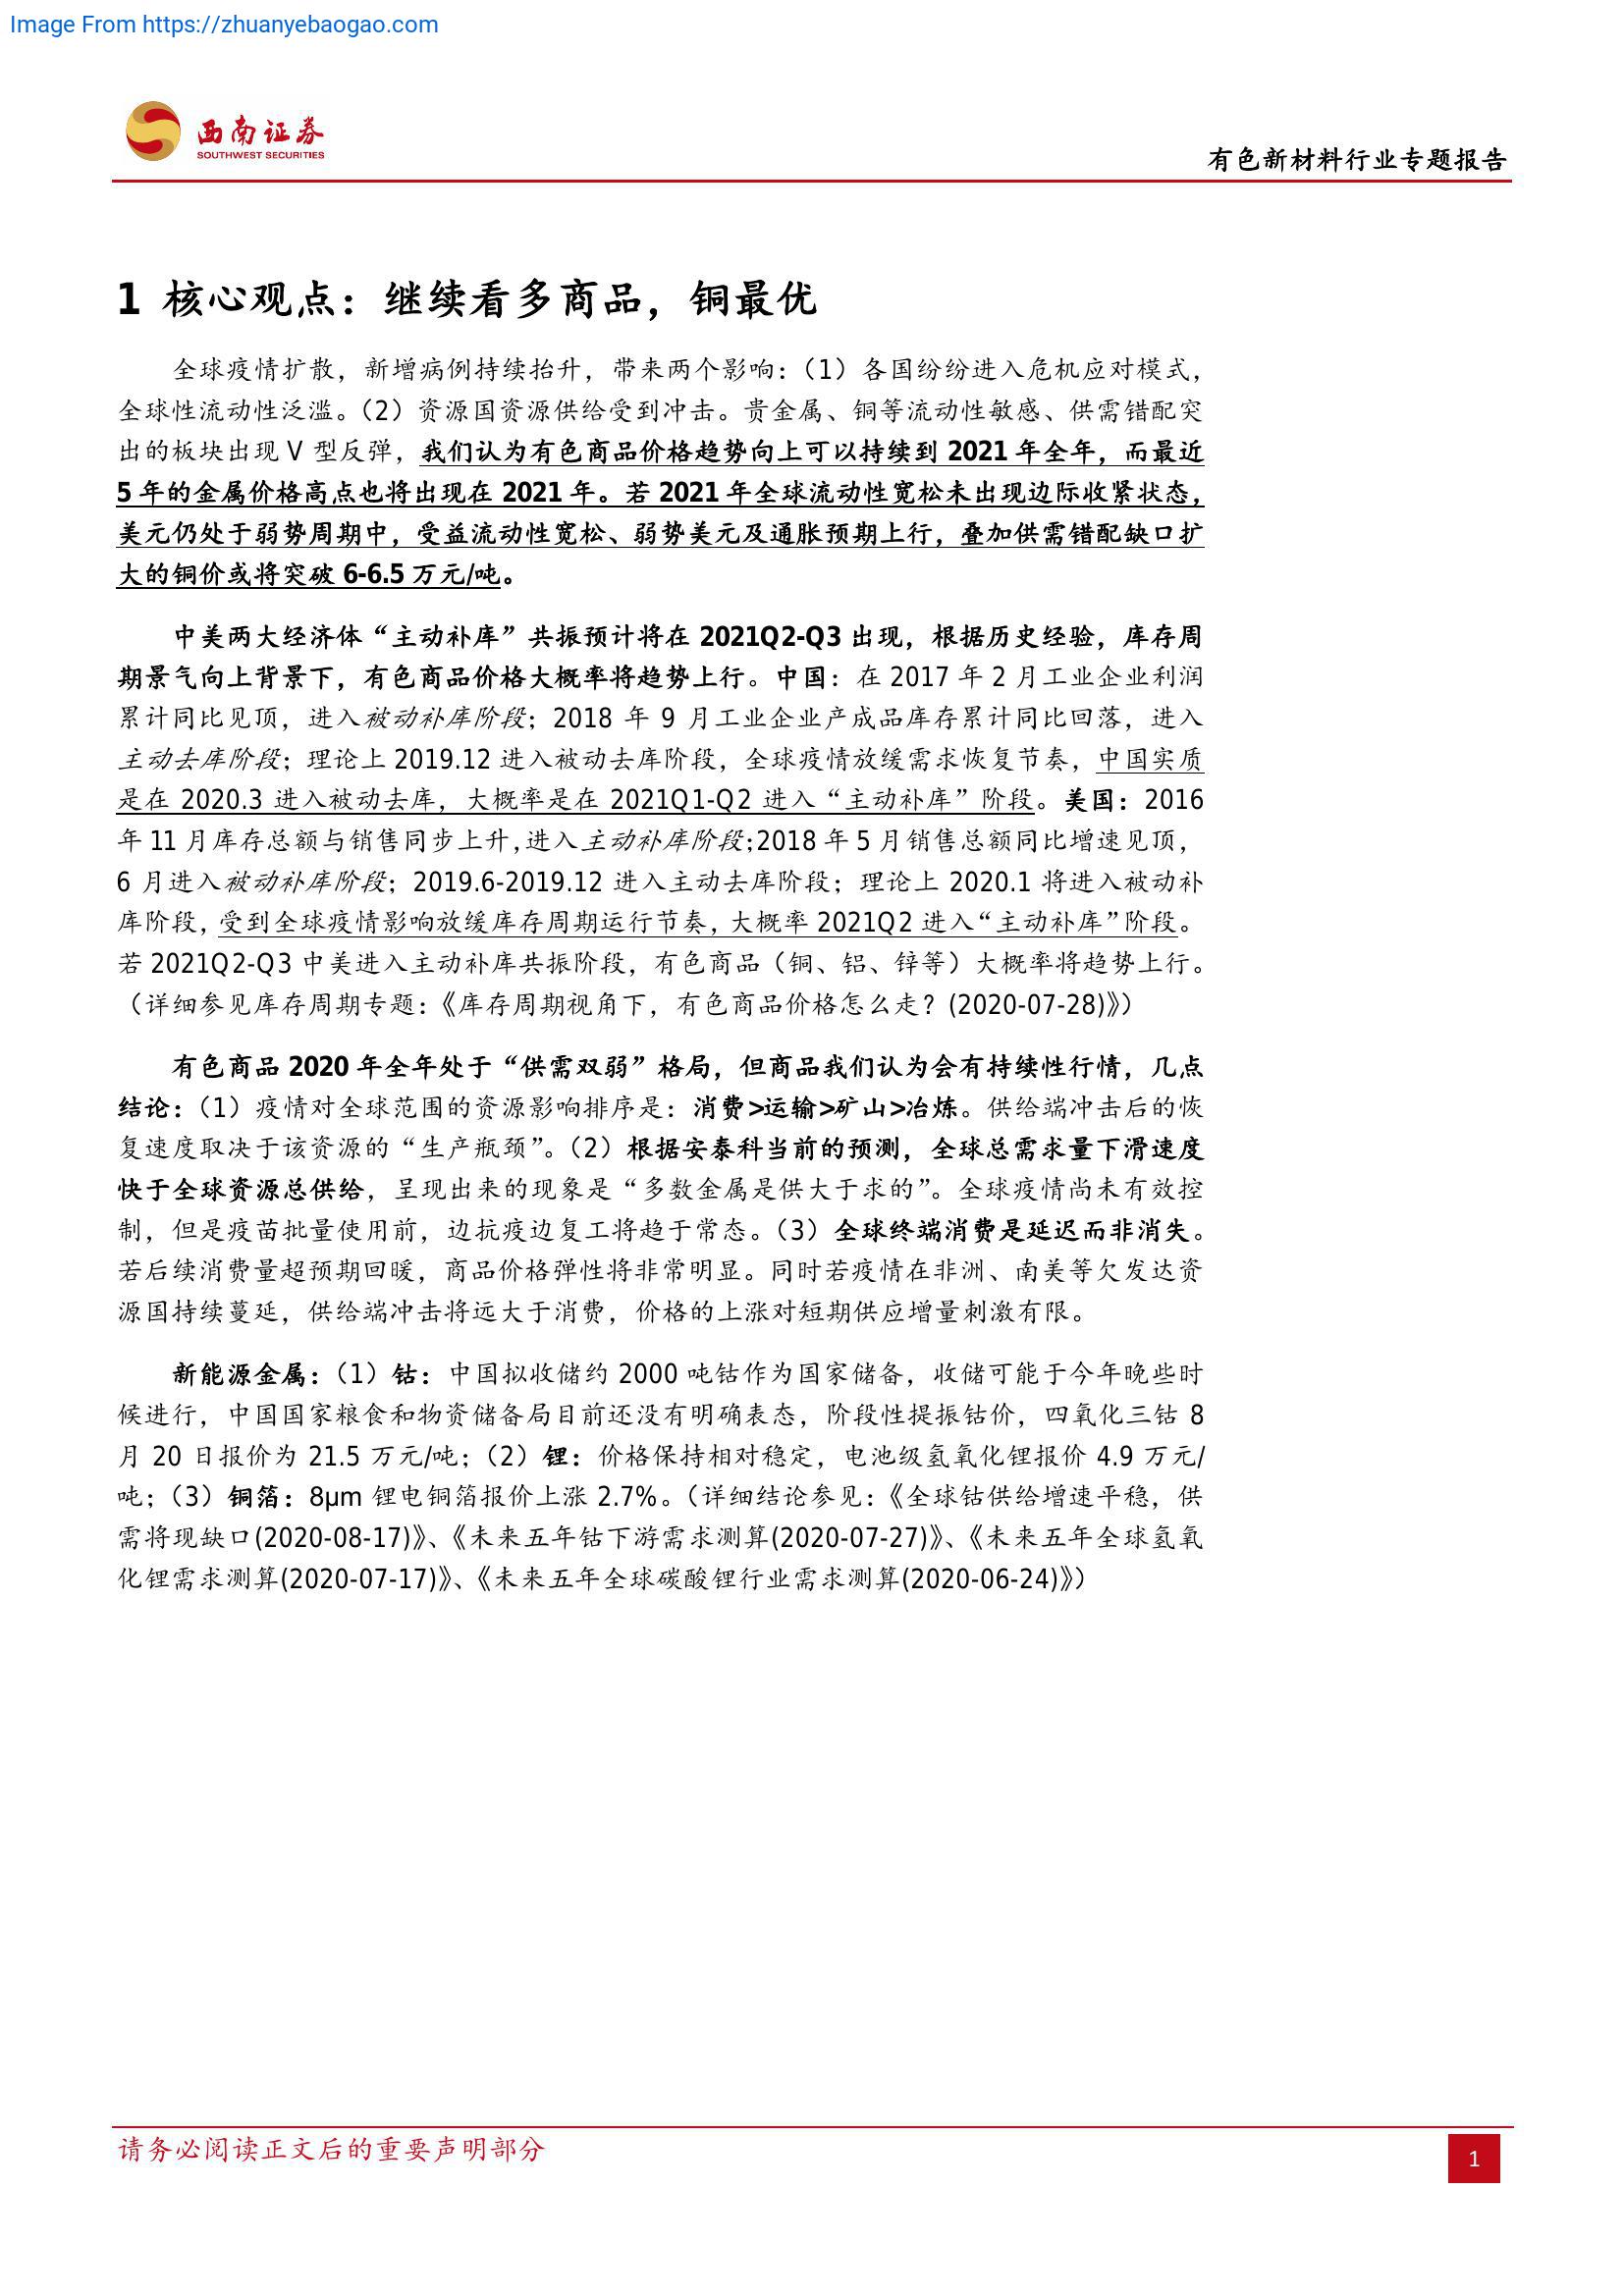 Image From https://zhuanyebaogao.com
西南证券
SOUTHWEST SECURITIES
有色新材料行业专题报告
1 核心观点：继续看多商品，铜最优
全球疫情扩散，新增病例持续抬升，带来两个影响：（1）各国纷纷进入危机应对模式，
全球性流动性泛滥。（2）资源国资源供给受到冲击。贵金属、铜等流动性敏感、供需错配突
出的板块出现 V 型反弹，我们认为有色商品价格趋势向上可以持续到 2021 年全年，而最近
5 年的金属价格高点也将出现在 2021 年。若 2021 年全球流动性宽松未出现边际收紧状态，
美元仍处于弱势周期中，受益流动性宽松、弱势美元及通胀预期上行，叠加供需错配缺口扩
大的铜价或将突破 6-6.5 万元/吨。
中美两大经济体“主动补库”共振预计将在 2021Q2-Q3 出现，根据历史经验，库存周
期景气向上背景下，有色商品价格大概率将趋势上行。中国：在 2017 年 2 月工业企业利润
累计同比见顶，进入被动补库阶段；2018 年 9 月工业企业产成品库存累计同比回落，进入
主动去库阶段；理论上 2019.12 进入被动去库阶段，全球疫情放缓需求恢复节奏，中国实质
是在 2020.3 进入被动去库，大概率是在 2021Q1-Q2 进入“主动补库”阶段。美国：2016
年 11 月库存总额与销售同步上升,进入主动补库阶段;2018 年 5 月销售总额同比增速见顶，
6 月进入被动补库阶段；2019.6-2019.12 进入主动去库阶段；理论上 2020.1 将进入被动补
库阶段，受到全球疫情影响放缓库存周期运行节奏，大概率 2021Q2 进入“主动补库”阶段。
若 2021Q2-Q3 中美进入主动补库共振阶段，有色商品（铜、铝、锌等）大概率将趋势上行。
（详细参见库存周期专题：《库存周期视角下，有色商品价格怎么走？(2020-07-28)》）
有色商品 2020 年全年处于“供需双弱”格局，但商品我们认为会有持续性行情，几点
结论：（1）疫情对全球范围的资源影响排序是：消费>运输>矿山>冶炼。供给端冲击后的恢
复速度取决于该资源的“生产瓶颈”。（2）根据安泰科当前的预测，全球总需求量下滑速度
快于全球资源总供给，呈现出来的现象是“多数金属是供大于求的”。全球疫情尚未有效控
制，但是疫苗批量使用前，边抗疫边复工将趋于常态。（3）全球终端消费是延迟而非消失。
若后续消费量超预期回暖，商品价格弹性将非常明显。同时若疫情在非洲、南美等欠发达资
源国持续蔓延，供给端冲击将远大于消费，价格的上涨对短期供应增量刺激有限。
新能源金属：（1）钴：中国拟收储约 2000 吨钴作为国家储备，收储可能于今年晚些时
候进行，中国国家粮食和物资储备局目前还没有明确表态，阶段性提振钴价，四氧化三钴 8
月 20 日报价为 21.5 万元/吨；（2）锂：价格保持相对稳定，电池级氢氧化锂报价 4.9 万元/
吨；（3）铜箔：8μm 锂电铜箔报价上涨 2.7%。（详细结论参见：《全球钴供给增速平稳，供
需将现缺口(2020-08-17)》、《未来五年钴下游需求测算(2020-07-27)》、《未来五年全球氢氧
化锂需求测算(2020-07-17)》、《未来五年全球碳酸锂行业需求测算(2020-06-24)》）
请务必阅读正文后的重要声明部分
1